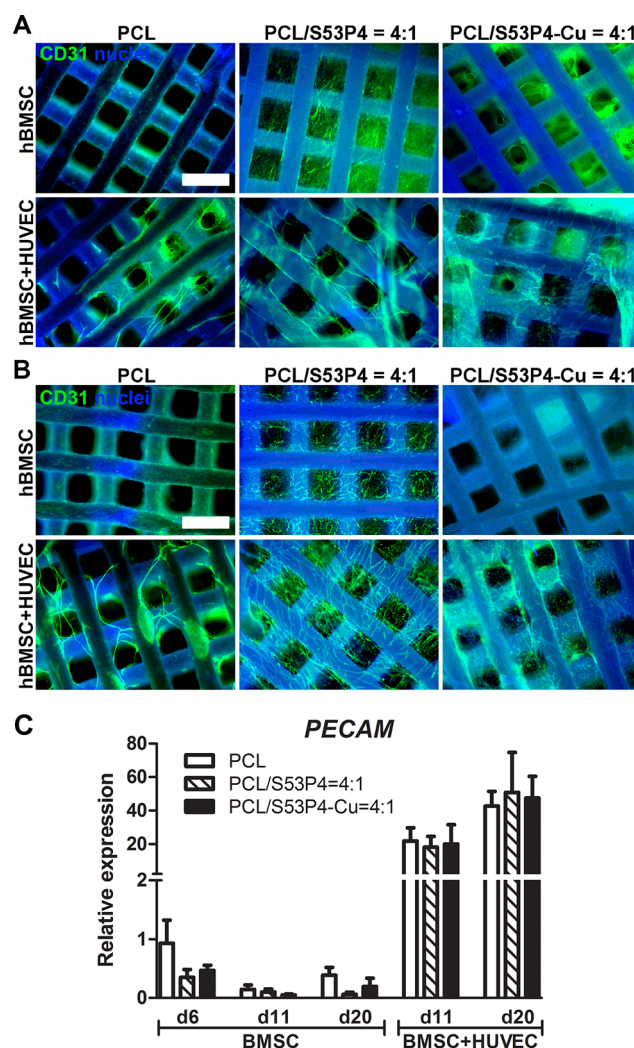 A
PCL PCL/S53P4 = 4:1 PCL/S53P4-Cu = 4:1
CD31 nuclei
hBMSC
hBMSC+HUVEC
B
PCL PCL/S53P4 = 4:1 PCL/S53P4-Cu = 4:1
CD31 nuclei
hBMSC
hBMSC+HUVEC
C
PECAM
Relative expression
80
60
40
20
2
1
0
PCL
PCL/S53P4=4:1
PCL/S53P4-Cu=4:1
d6 d11 d20 d11 d20
BMSC BMSC+HUVEC